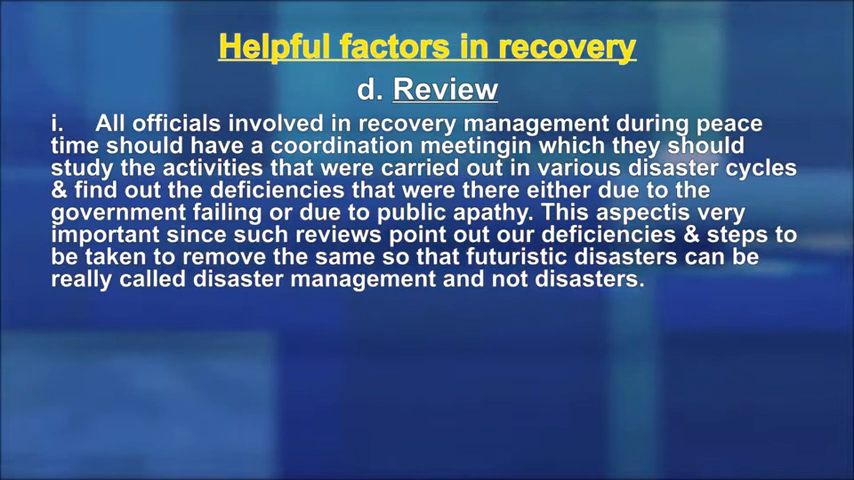 Helpful factors in recovery
d. Review
i. All officials involved in recovery management during peace
time should have a coordination meetingin which they should
study the activities that were carried out in various disaster cycles
& find out the deficiencies that were there either due to the
government failing or due to public apathy. This aspectis very
important since such reviews point out our deficiencies & steps to
be taken to remove the same so that futuristic disasters can be
really called disaster management and not disasters.